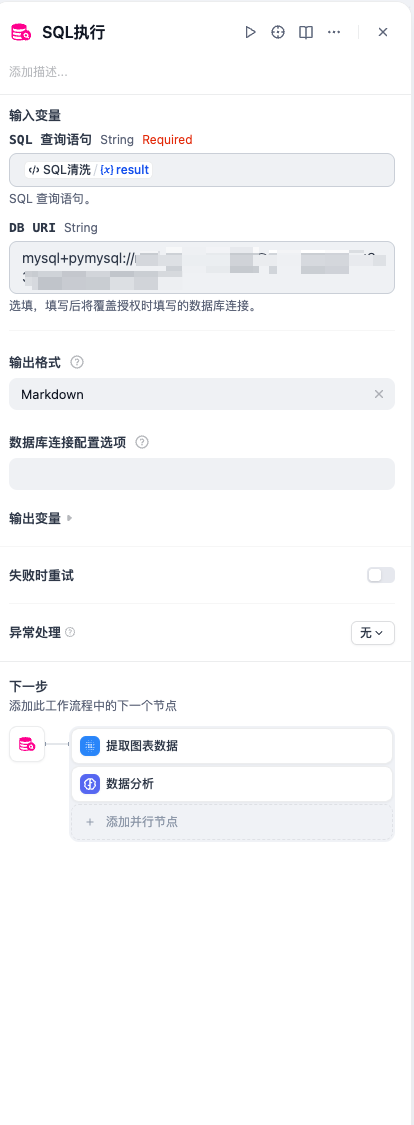 SQL执行
添加描述...
输入变量
SQL 查询语句 String Required
SQL清洗 / {x} result
SQL 查询语句。
DB URI String
mysql+pymysql://
选填，填写后将覆盖授权时填写的数据库连接。
输出格式
Markdown
数据库连接配置选项
输出变量
失败时重试
异常处理
无
下一步
添加此工作流程中的下一个节点
提取图表数据
数据分析
+ 添加并行节点